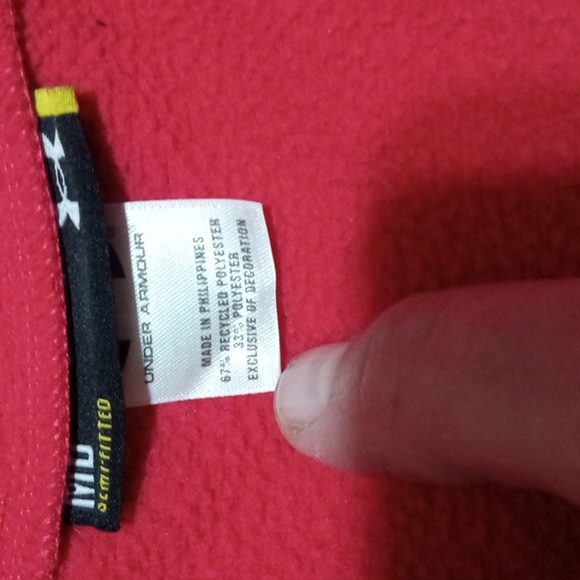 MD
SEMI-FITTED
UNDER ARMOUR
MADE IN PHILIPPINES
67% RECYCLED POLYESTER
33% POLYESTER
EXCLUSIVE OF DECORATION